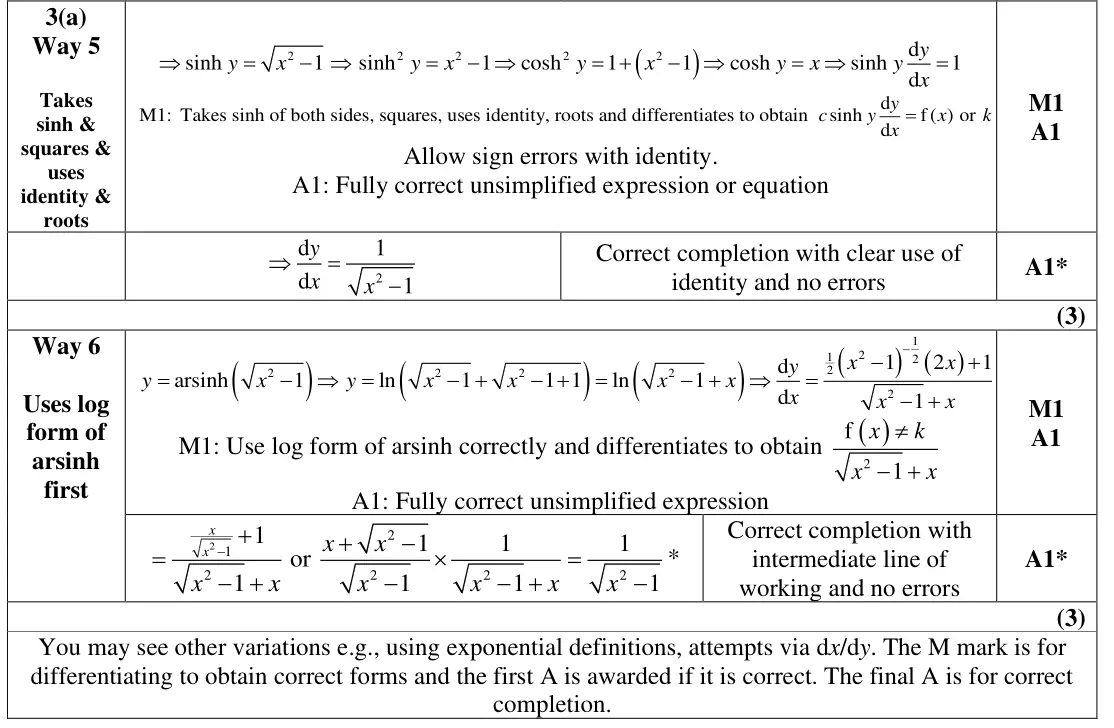 3(a)
Way 5
Takes
sinh &
squares &
uses
identity &
roots
⇒ sinh y = √(x² − 1) ⇒ sinh² y = x² − 1 ⇒ cosh² y = 1 + (x² − 1) ⇒ cosh y = x ⇒ sinh y dy/dx = 1
M1: Takes sinh of both sides, squares, uses identity, roots and differentiates to obtain c sinh y dy/dx = f(x) or k
Allow sign errors with identity.
A1: Fully correct unsimplified expression or equation
M1
A1
⇒ dy/dx = 1/√(x² − 1)
Correct completion with clear use of
identity and no errors
A1*
(3)
Way 6
Uses log
form of
arsinh
first
y = arsinh(√(x² − 1)) ⇒ y = ln(√(x² − 1) + √(x² − 1 + 1)) = ln(√(x² − 1) + x) ⇒ dy/dx = (½(x² − 1)^(−½)(2x) + 1)/(√(x² − 1) + x)
M1: Use log form of arsinh correctly and differentiates to obtain (f(x) ≠ k)/(√(x² − 1) + x)
A1: Fully correct unsimplified expression
M1
A1
= (x/√(x² − 1) + 1)/(√(x² − 1) + x) or (x + √(x² − 1))/√(x² − 1) × 1/(√(x² − 1) + x) = 1/√(x² − 1) *
Correct completion with
intermediate line of
working and no errors
A1*
(3)
You may see other variations e.g., using exponential definitions, attempts via dx/dy. The M mark is for
differentiating to obtain correct forms and the first A is awarded if it is correct. The final A is for correct
completion.